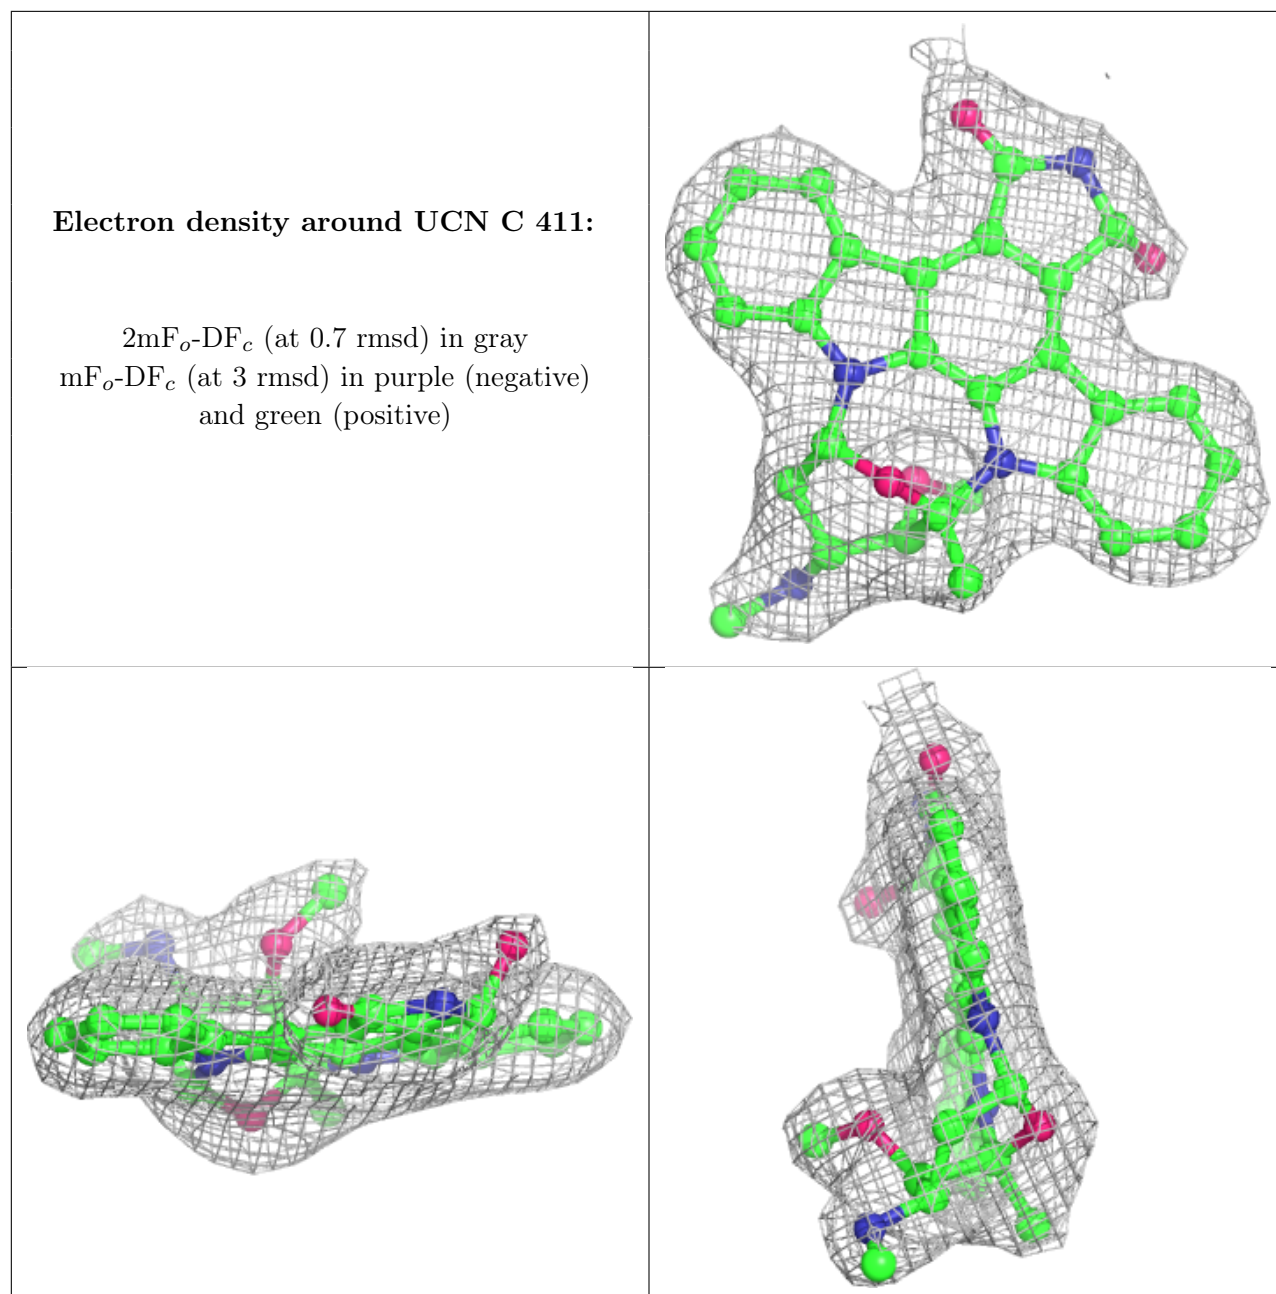 Electron density around UCN C 411:
2mFo-DFc (at 0.7 rmsd) in gray
mFo-DFc (at 3 rmsd) in purple (negative)
and green (positive)